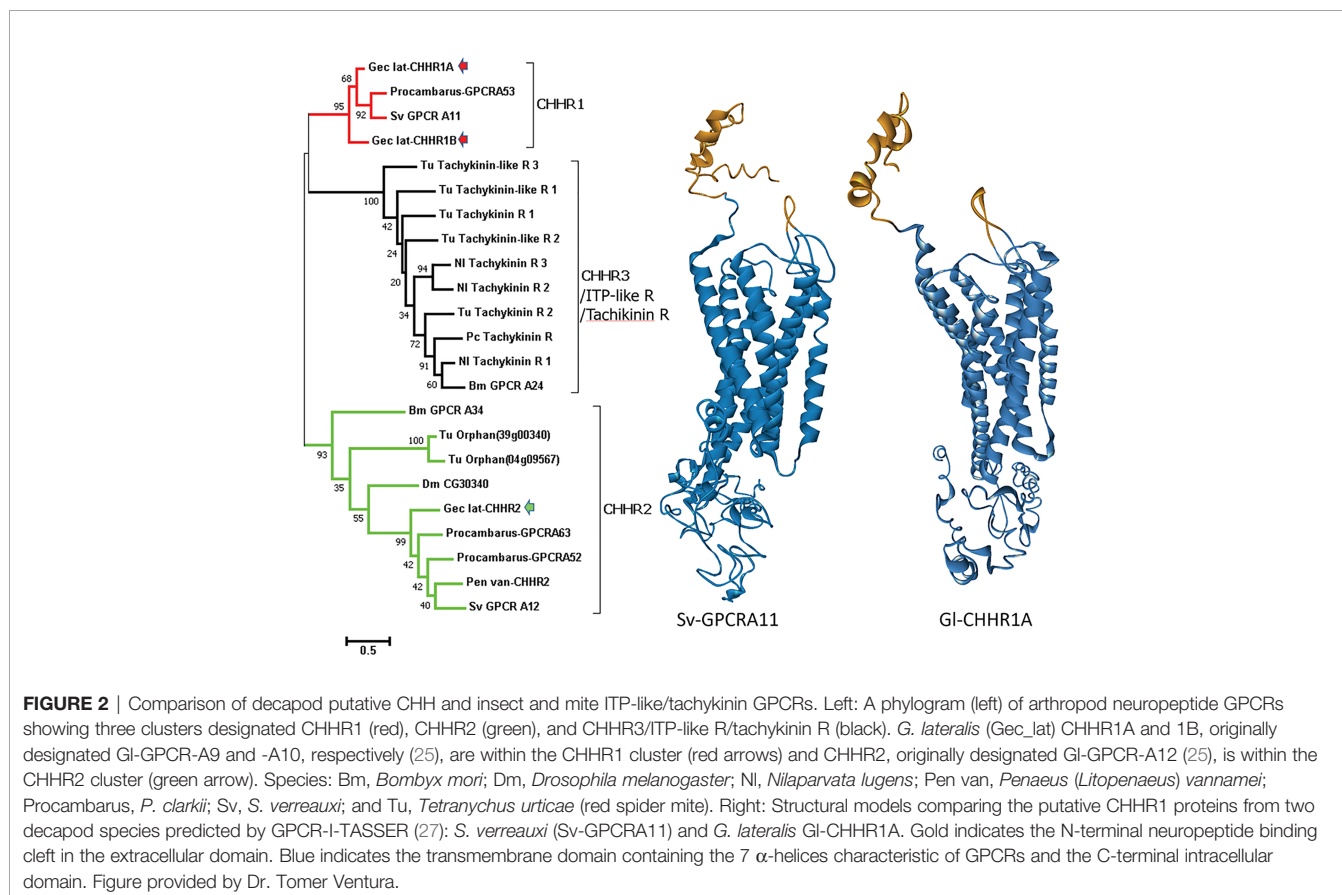 Gec lat-CHHR1A
68
Procambarus-GPCRA53
95
CHHR1
92
Sv GPCR A11
Gec lat-CHHR1B
Tu Tachykinin-like R 3
100
Tu Tachykinin-like R 1
42
Tu Tachykinin R 1
24
Tu Tachykinin-like R 2
20
94
Nl Tachykinin R 3
Nl Tachykinin R 2
CHHR3
/ITP-like R
/Tachikinin R
34
Tu Tachykinin R 2
72
Pc Tachykinin R
91
Nl Tachykinin R 1
60
Bm GPCR A24
Bm GPCR A34
93
100
Tu Orphan(39g00340)
Tu Orphan(04g09567)
35
Dm CG30340
55
Gec lat-CHHR2
CHHR2
99
Procambarus-GPCRA63
42
Procambarus-GPCRA52
42
Pen van-CHHR2
40
Sv GPCR A12
0.5
Sv-GPCRA11
Gl-CHHR1A
FIGURE 2 | Comparison of decapod putative CHH and insect and mite ITP-like/tachykinin GPCRs. Left: A phylogram (left) of arthropod neuropeptide GPCRs
showing three clusters designated CHHR1 (red), CHHR2 (green), and CHHR3/ITP-like R/tachykinin R (black). G. lateralis (Gec_lat) CHHR1A and 1B, originally
designated Gl-GPCR-A9 and -A10, respectively (25), are within the CHHR1 cluster (red arrows) and CHHR2, originally designated Gl-GPCR-A12 (25), is within the
CHHR2 cluster (green arrow). Species: Bm, Bombyx mori; Dm, Drosophila melanogaster; Nl, Nilaparvata lugens; Pen van, Penaeus (Litopenaeus) vannamei;
Procambarus, P. clarkii; Sv, S. verreauxi; and Tu, Tetranychus urticae (red spider mite). Right: Structural models comparing the putative CHHR1 proteins from two
decapod species predicted by GPCR-I-TASSER (27): S. verreauxi (Sv-GPCRA11) and G. lateralis Gl-CHHR1A. Gold indicates the N-terminal neuropeptide binding
cleft in the extracellular domain. Blue indicates the transmembrane domain containing the 7 α-helices characteristic of GPCRs and the C-terminal intracellular
domain. Figure provided by Dr. Tomer Ventura.